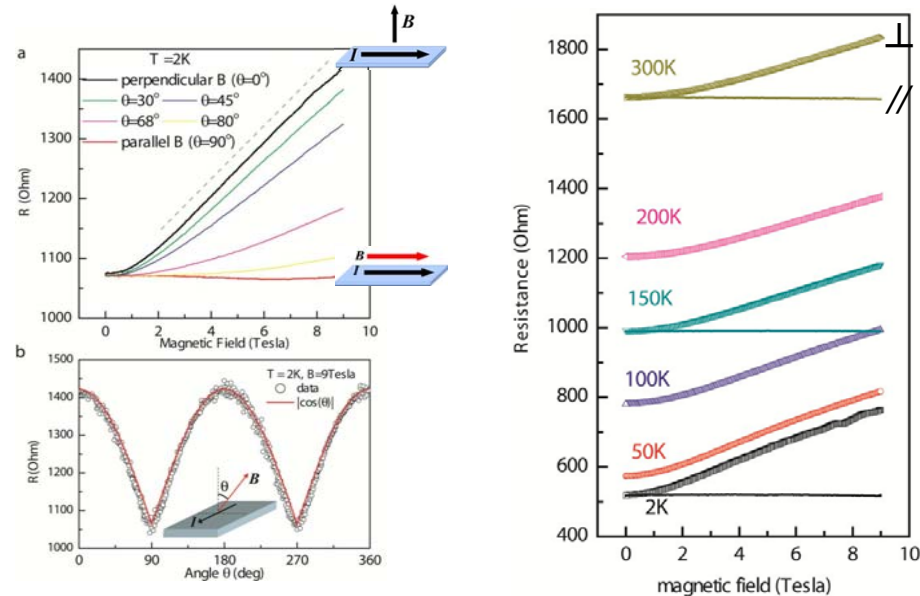 a
T =2K
perpendicular B (θ=0°)
θ=30° θ=45°
θ=68° θ=80°
parallel B (θ=90°)
1400
1300
1200
1100
1000
R (Ohm)
0 2 4 6 8 10
Magnetic Field (Tesla)
B
I
B
I
b
T = 2K, B=9Tesla
data
|cos(θ)|
1500
1400
1300
1200
1100
1000
R(Ohm)
θ
B
I
0 90 180 270 360
Angle θ (deg)
1800
1600
1400
1200
1000
800
600
400
Resistance (Ohm)
⊥
//
300K
200K
150K
100K
50K
2K
0 2 4 6 8 10
magnetic field (Tesla)